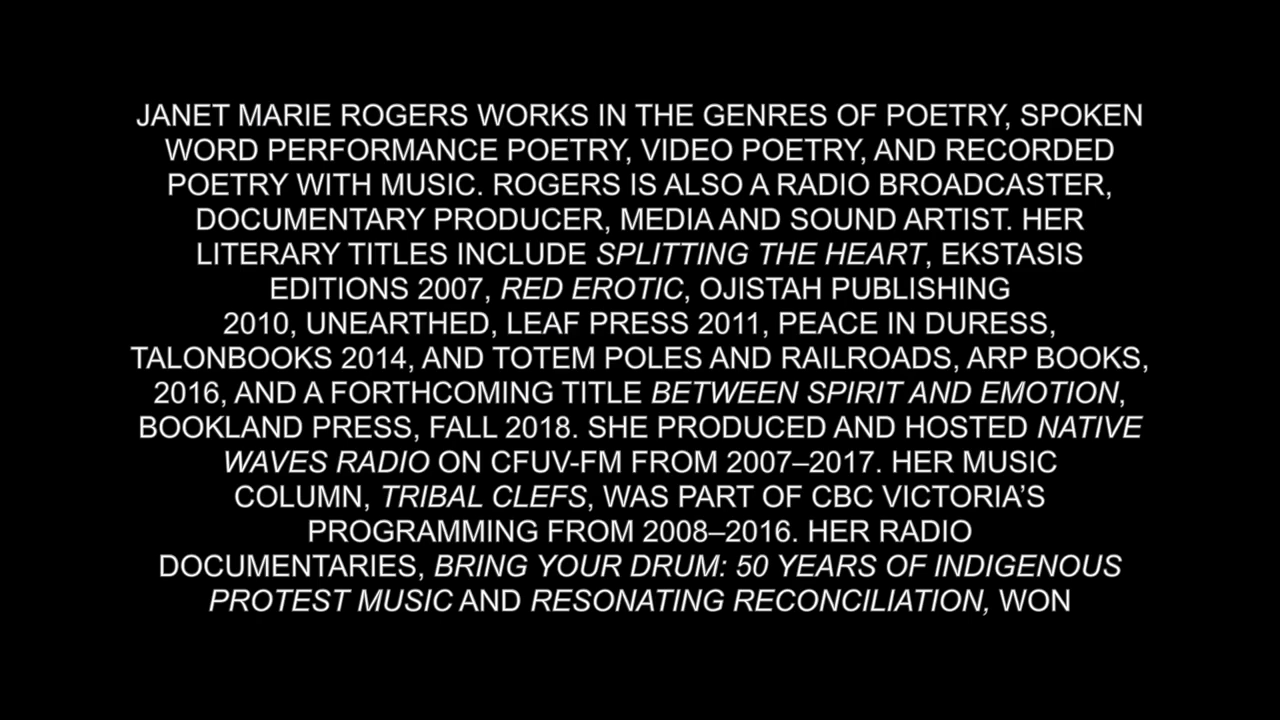 JANET MARIE ROGERS WORKS IN THE GENRES OF POETRY, SPOKEN
WORD PERFORMANCE POETRY, VIDEO POETRY, AND RECORDED
POETRY WITH MUSIC. ROGERS IS ALSO A RADIO BROADCASTER,
DOCUMENTARY PRODUCER, MEDIA AND SOUND ARTIST. HER
LITERARY TITLES INCLUDE SPLITTING THE HEART, EKSTASIS
EDITIONS 2007, RED EROTIC, OJISTAH PUBLISHING
2010, UNEARTHED, LEAF PRESS 2011, PEACE IN DURESS,
TALONBOOKS 2014, AND TOTEM POLES AND RAILROADS, ARP BOOKS,
2016, AND A FORTHCOMING TITLE BETWEEN SPIRIT AND EMOTION,
BOOKLAND PRESS, FALL 2018. SHE PRODUCED AND HOSTED NATIVE
WAVES RADIO ON CFUV-FM FROM 2007–2017. HER MUSIC
COLUMN, TRIBAL CLEFS, WAS PART OF CBC VICTORIA’S
PROGRAMMING FROM 2008–2016. HER RADIO
DOCUMENTARIES, BRING YOUR DRUM: 50 YEARS OF INDIGENOUS
PROTEST MUSIC AND RESONATING RECONCILIATION, WON